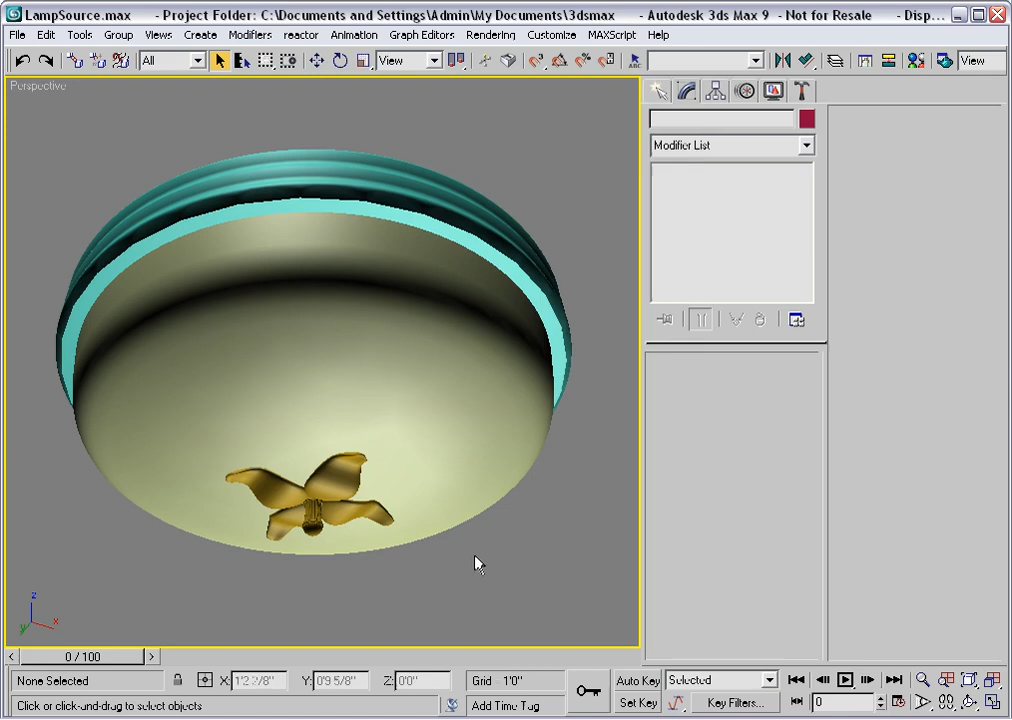 LampSource.max - Project Folder: C:\Documents and Settings\Admin\My Documents\3dsmax - Autodesk 3ds Max 9 - Not for Resale - Disp...
File Edit Tools Group Views Create Modifiers reactor Animation Graph Editors Rendering Customize MAXScript Help
All View View
Perspective
Modifier List
z
x
y
0 / 100
None Selected X: 1'2 3/8" Y: 0'9 5/8" Z: 0'0" Grid = 1'0" Auto Key Selected
Click or click-and-drag to select objects Add Time Tag Set Key Key Filters... 0